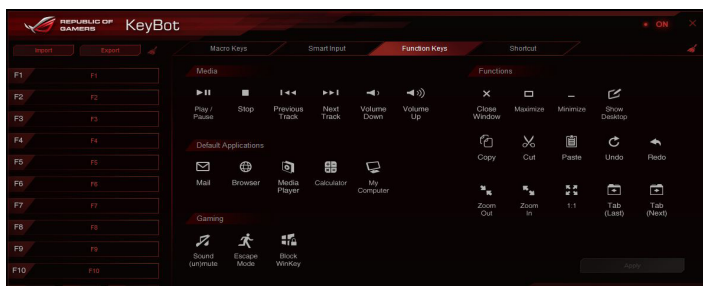 REPUBLIC OF
GAMERS
KeyBot
ON
Import
Export
Macro Keys
Smart Input
Function Keys
Shortcut
F1
F1
F2
F2
F3
F3
F4
F4
F5
F5
F6
F6
F7
F7
F8
F8
F9
F9
F10
F10
Media
Play /
Pause
Stop
Previous
Track
Next
Track
Volume
Down
Volume
Up
Default Applications
Mail
Browser
Media
Player
Calculator
My
Computer
Gaming
Sound
(un)mute
Escape
Mode
Block
WinKey
Functions
Close
Window
Maximize
Minimize
Show
Desktop
Copy
Cut
Paste
Undo
Redo
Zoom
Out
Zoom
In
1:1
Tab
(Last)
Tab
(Next)
Apply